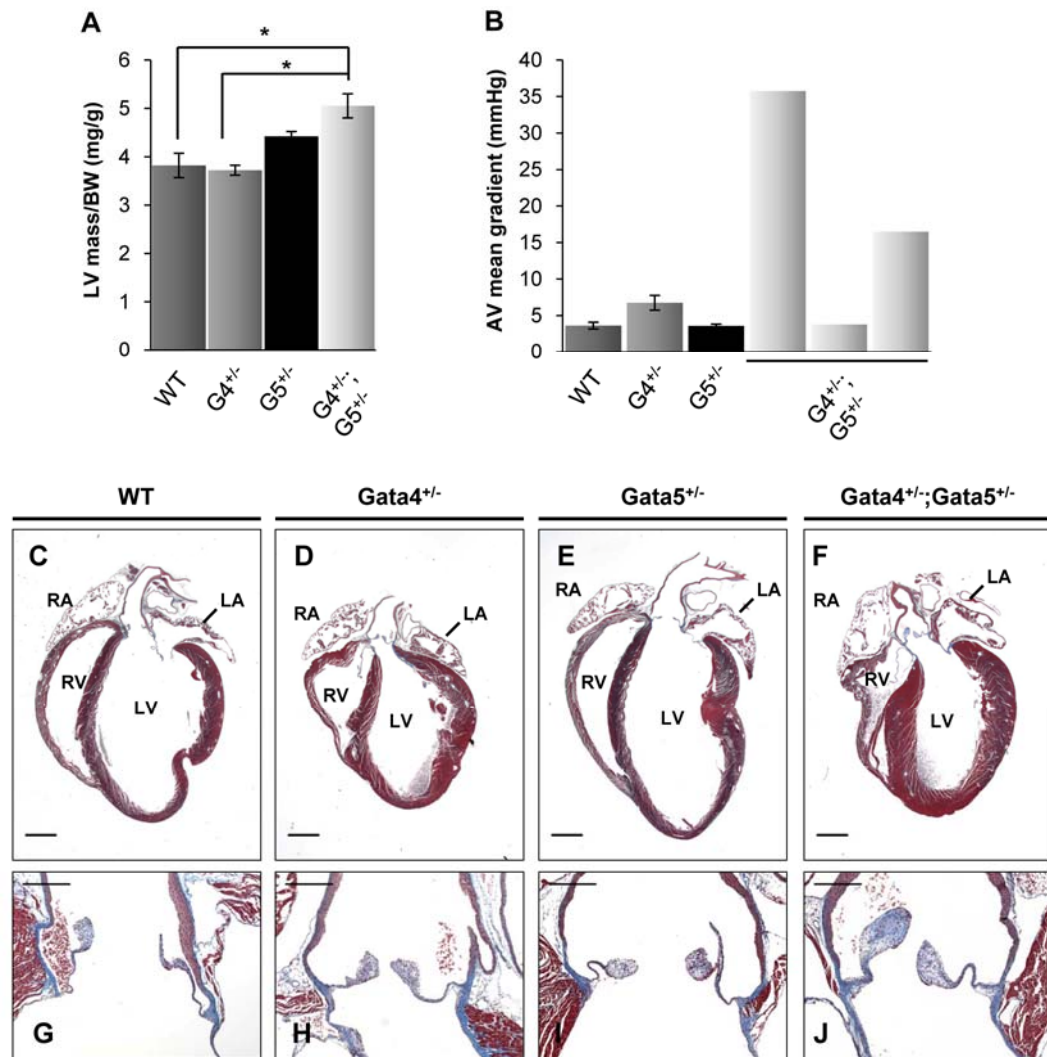 A
LV mass/BW (mg/g)
6
5
4
3
2
1
0
*
*
WT
G4+/-
G5+/-
G4+/-;
G5+/-
B
AV mean gradient (mmHg)
40
35
30
25
20
15
10
5
0
WT
G4+/-
G5+/-
G4+/-;
G5+/-
WT
Gata4+/-
Gata5+/-
Gata4+/-;Gata5+/-
C
RA
LA
RV
LV
D
RA
LA
RV
LV
E
RA
LA
RV
LV
F
RA
LA
RV
LV
G
H
I
J